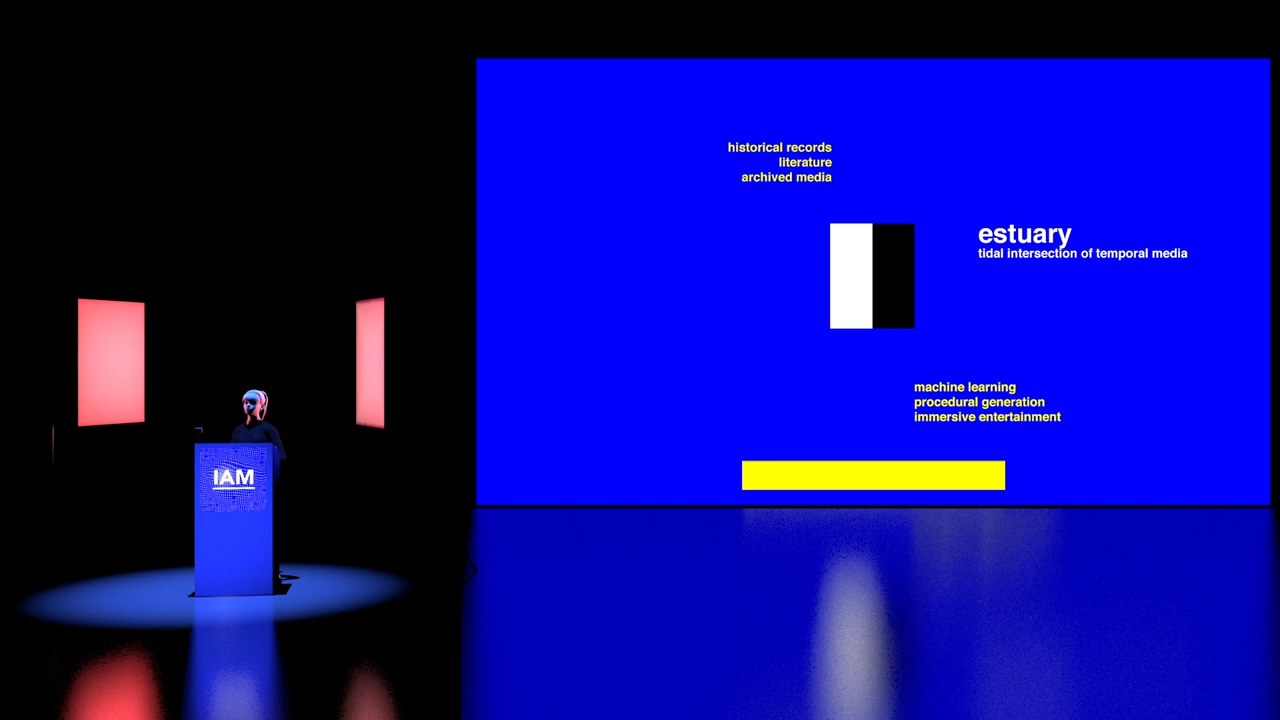 historical records
literature
archived media
estuary
tidal intersection of temporal media
machine learning
procedural generation
immersive entertainment
IAM